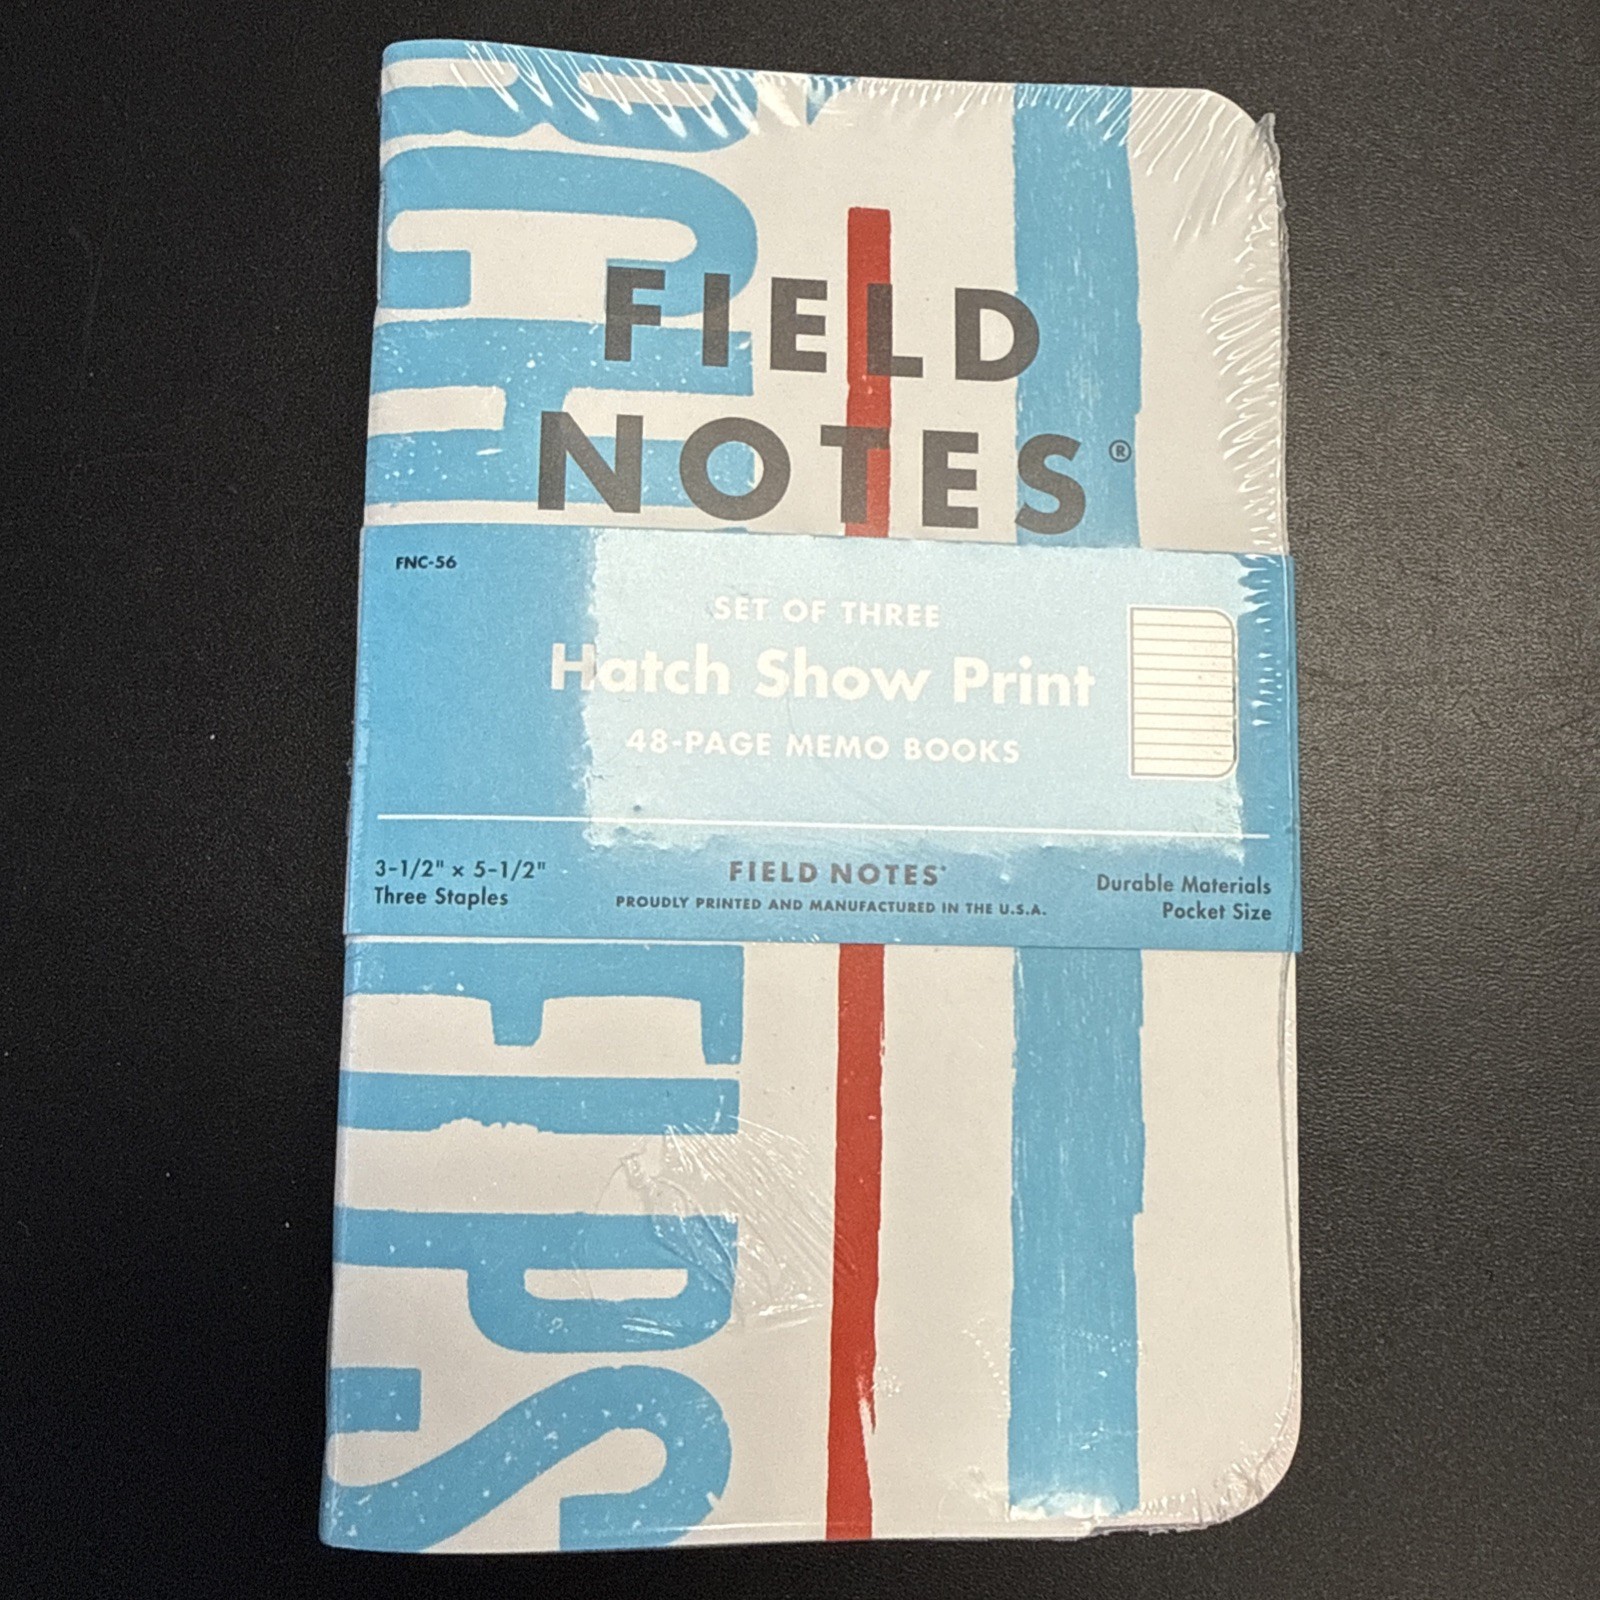 FIELD
NOTES®
FNC-56
SET OF THREE
Hatch Show Print
48-PAGE MEMO BOOKS
3-1/2" × 5-1/2"
Three Staples
FIELD NOTES®
PROUDLY PRINTED AND MANUFACTURED IN THE U.S.A.
Durable Materials
Pocket Size